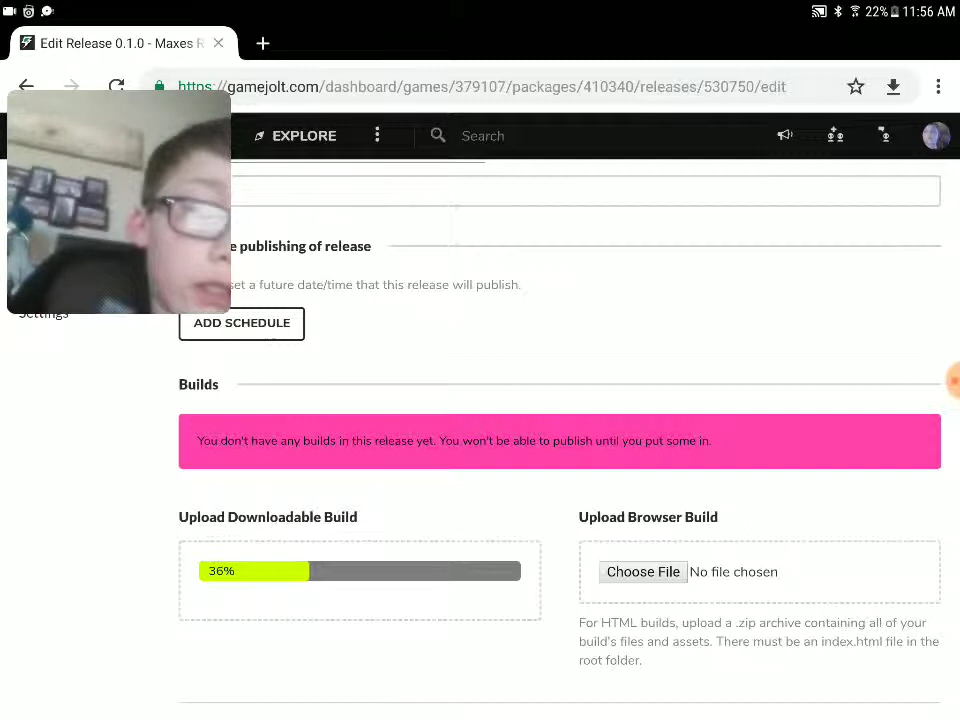 22% 11:56 AM
Edit Release 0.1.0 - Maxes R
https://gamejolt.com/dashboard/games/379107/packages/410340/releases/530750/edit
EXPLORE
Search
publishing of release
set a future date/time that this release will publish.
Settings
ADD SCHEDULE
Builds
You don't have any builds in this release yet. You won't be able to publish until you put some in.
Upload Downloadable Build
Upload Browser Build
36%
Choose File No file chosen
For HTML builds, upload a .zip archive containing all of your
build's files and assets. There must be an index.html file in the
root folder.